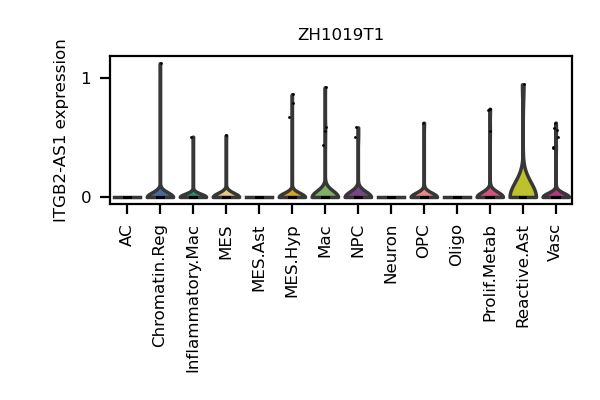 ZH1019T1
ITGB2-AS1 expression
1
0
AC
Chromatin.Reg
Inflammatory.Mac
MES
MES.Ast
MES.Hyp
Mac
NPC
Neuron
OPC
Oligo
Prolif.Metab
Reactive.Ast
Vasc